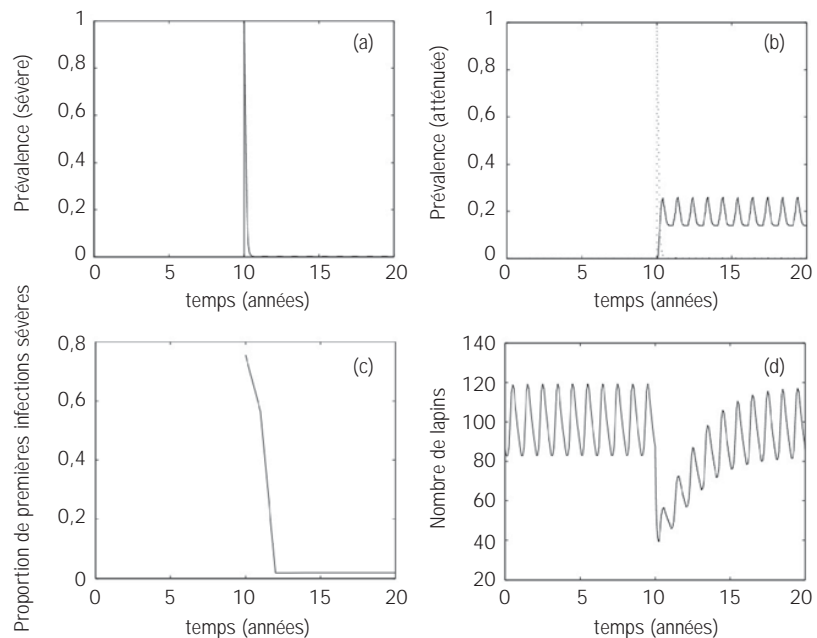 (a)
Prévalence (sévère)
1
0,8
0,6
0,4
0,2
0
0 5 10 15 20
temps (années)
(b)
Prévalence (atténuée)
1
0,8
0,6
0,4
0,2
0
0 5 10 15 20
temps (années)
(c)
Proportion de premières infections sévères
0,8
0,6
0,4
0,2
0
0 5 10 15 20
temps (années)
(d)
Nombre de lapins
140
120
100
80
60
40
20
0 5 10 15 20
temps (années)